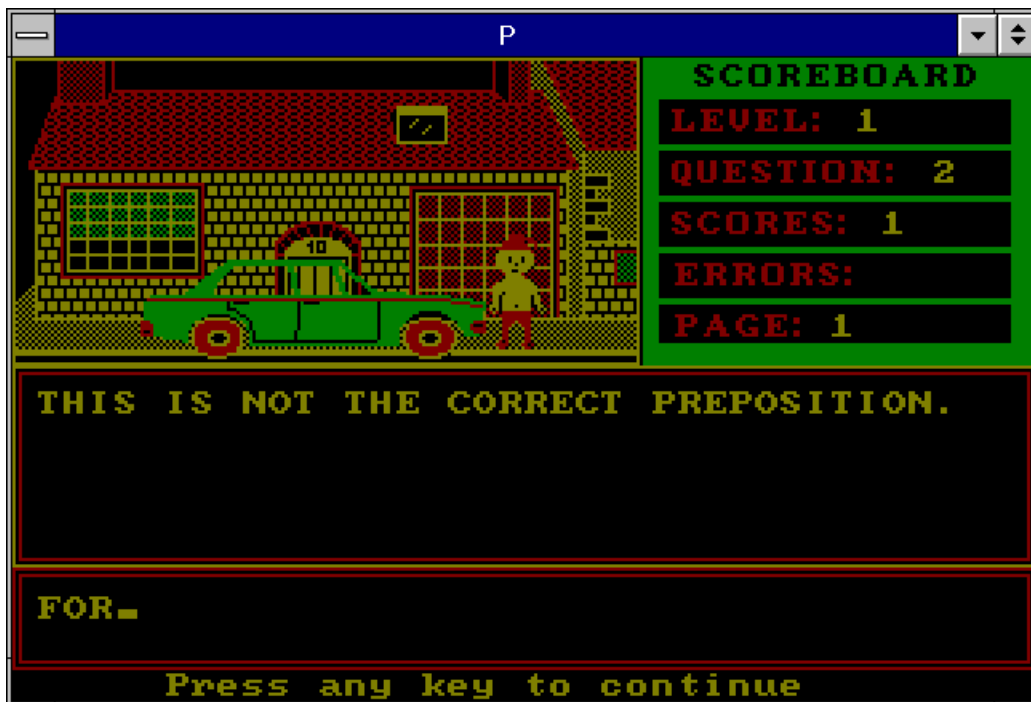 P
SCOREBOARD
LEVEL: 1
QUESTION: 2
SCORES: 1
ERRORS:
PAGE: 1
10
THIS IS NOT THE CORRECT PREPOSITION.
FOR
Press any key to continue